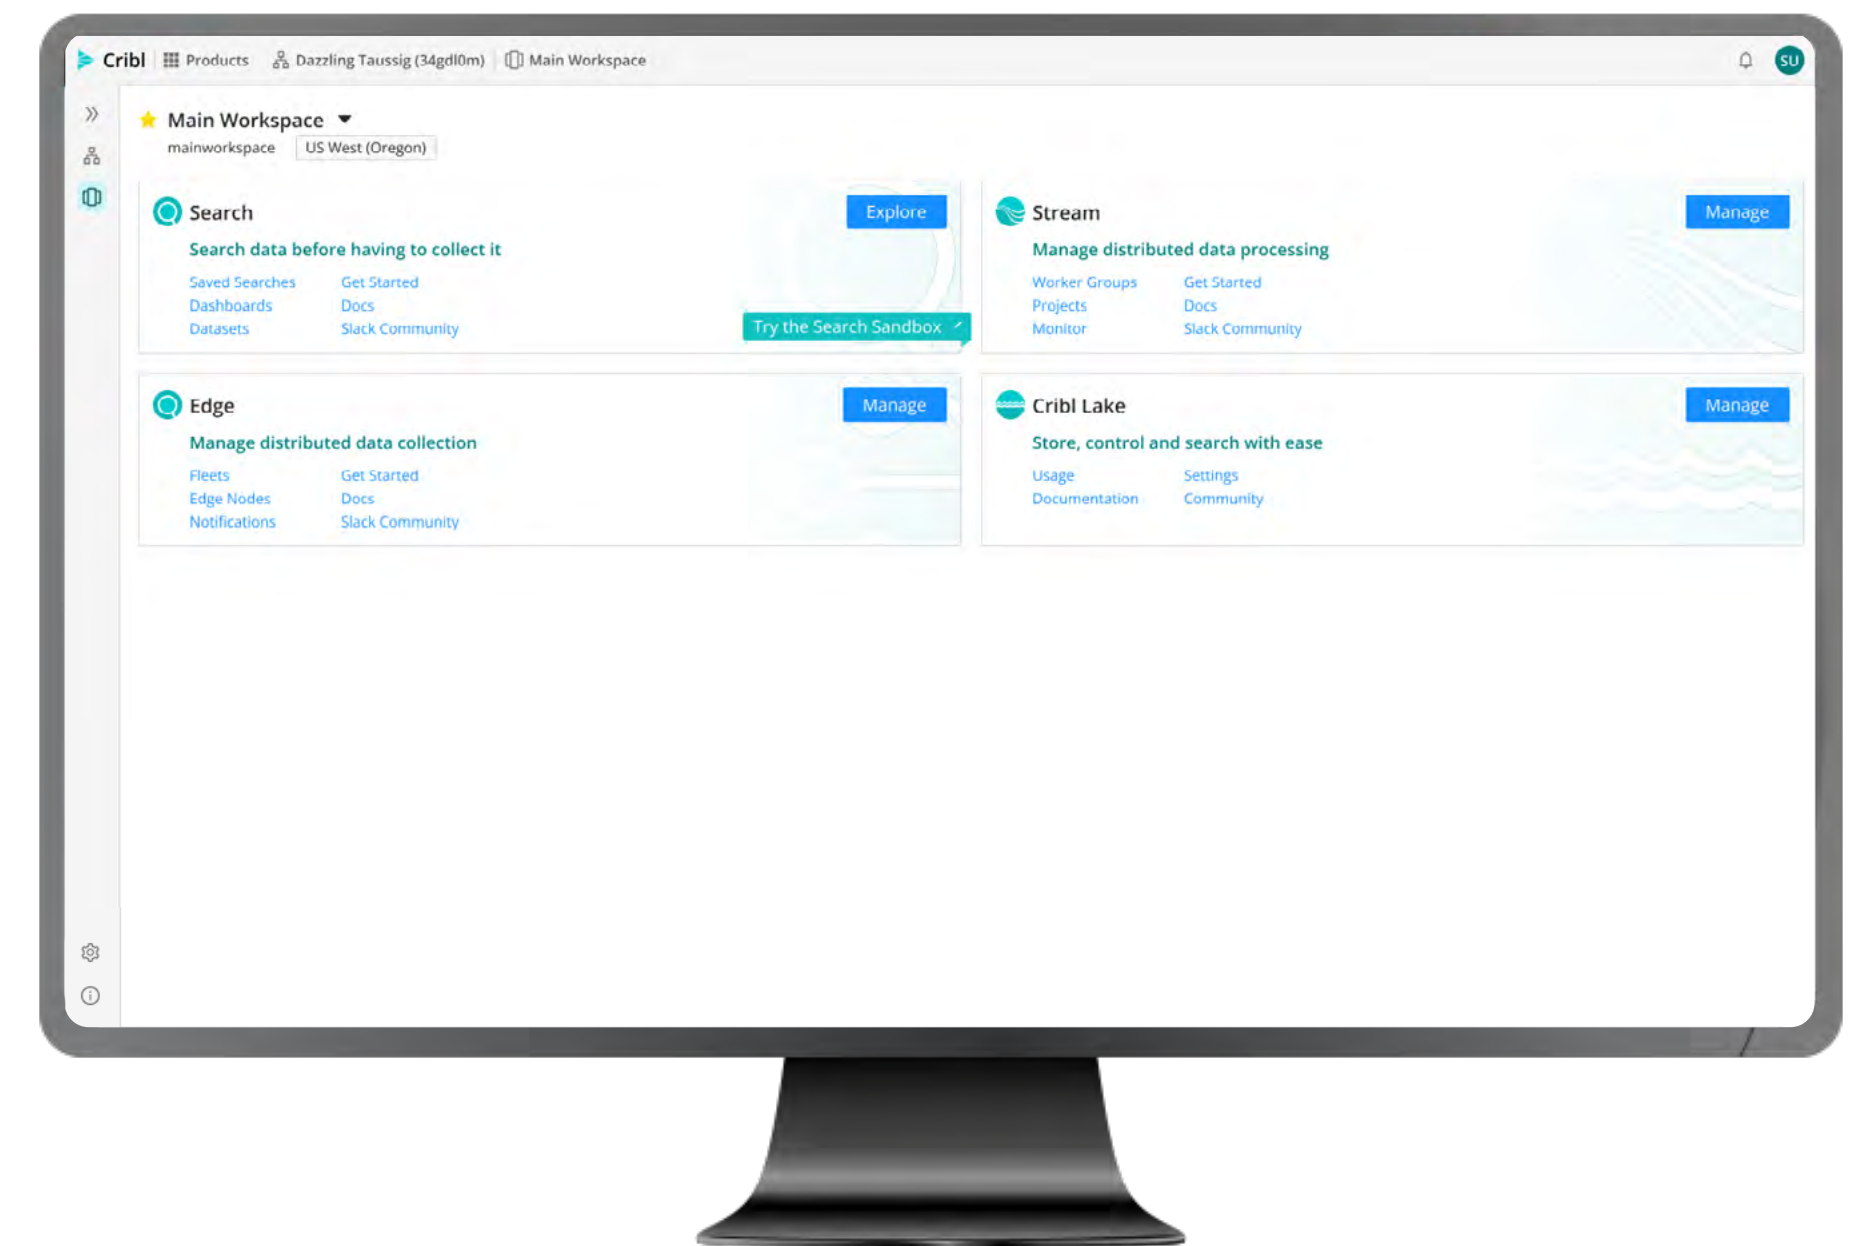 Cribl Products Dazzling Taussig (34gdl0m) Main Workspace
SU
Main Workspace
mainworkspace US West (Oregon)
Search
Explore
Search data before having to collect it
Saved Searches Get Started
Dashboards Docs
Datasets Slack Community
Try the Search Sandbox
Stream
Manage
Manage distributed data processing
Worker Groups Get Started
Projects Docs
Monitor Slack Community
Edge
Manage
Manage distributed data collection
Fleets Get Started
Edge Nodes Docs
Notifications Slack Community
Cribl Lake
Manage
Store, control and search with ease
Usage Settings
Documentation Community